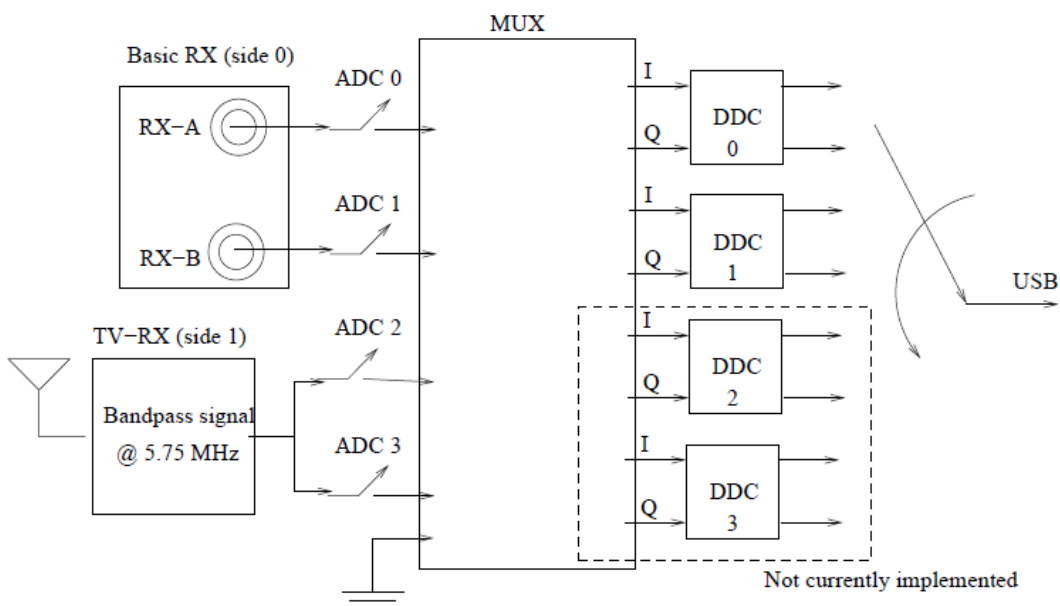 MUX
Basic RX (side 0)
ADC 0
RX−A
ADC 1
RX−B
TV−RX (side 1)
ADC 2
Bandpass signal
@ 5.75 MHz
ADC 3
I
DDC
0
Q
I
DDC
1
Q
I
DDC
2
Q
I
DDC
3
Q
USB
Not currently implemented